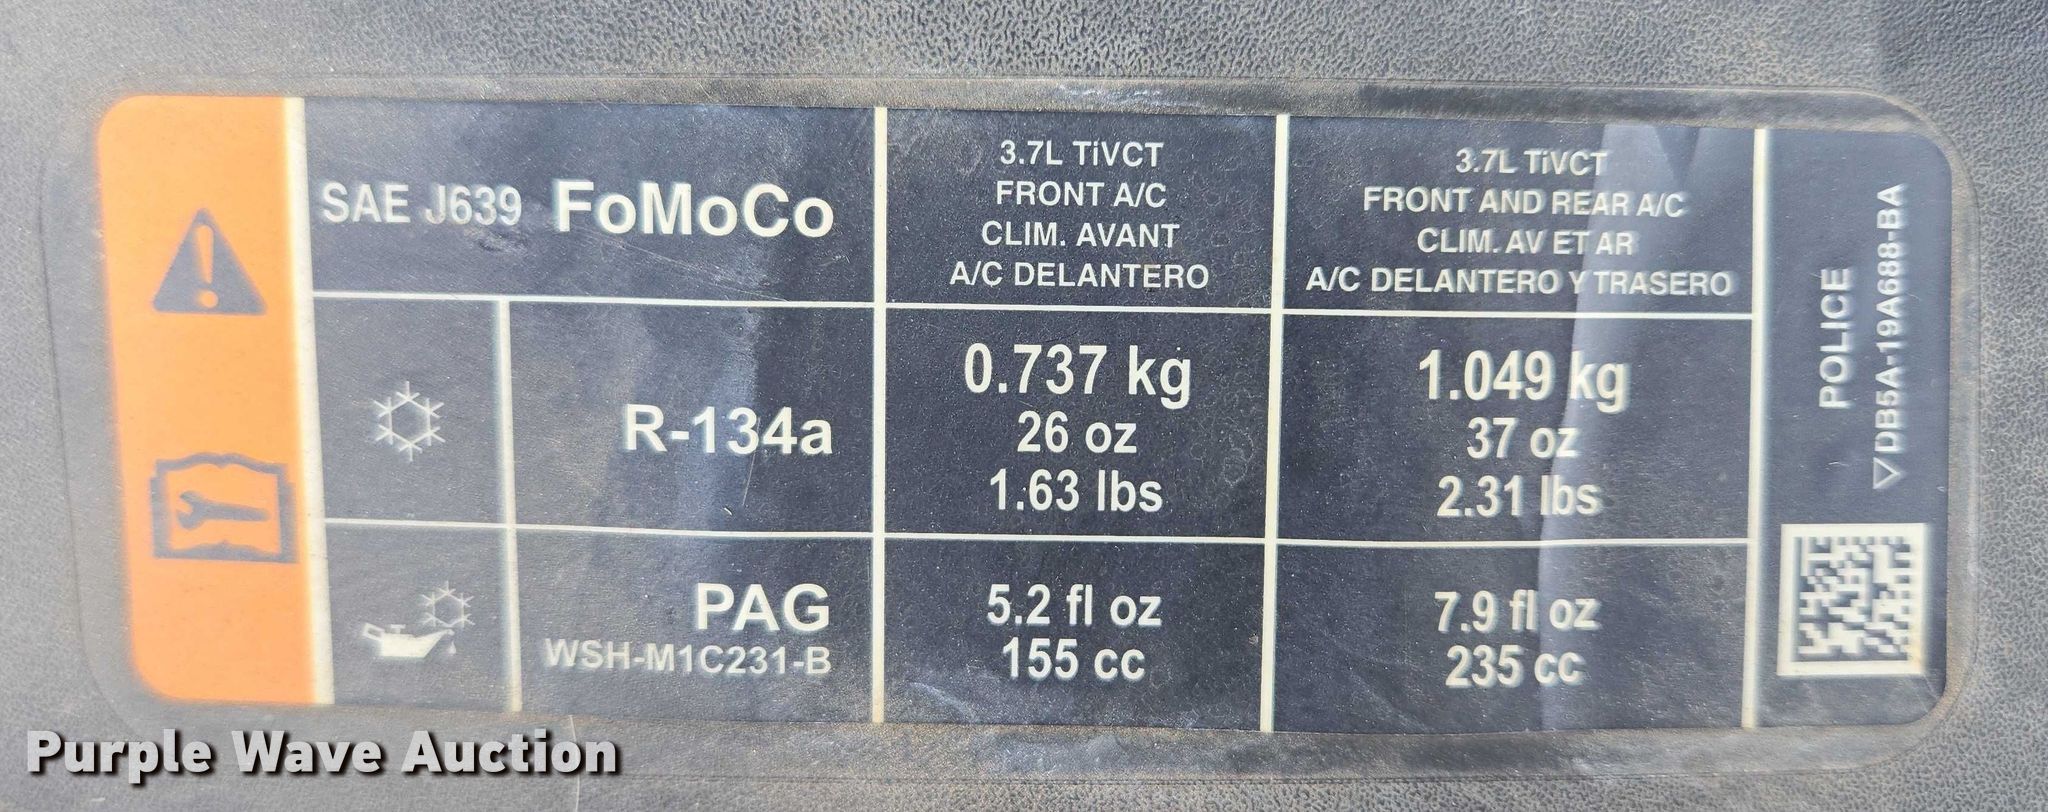 SAE J639 FoMoCo
3.7L TiVCT
FRONT A/C
CLIM. AVANT
A/C DELANTERO
3.7L TiVCT
FRONT AND REAR A/C
CLIM. AV ET AR
A/C DELANTERO Y TRASERO
R-134a
0.737 kg
26 oz
1.63 lbs
1.049 kg
37 oz
2.31 lbs
PAG
WSH-M1C231-B
5.2 fl oz
155 cc
7.9 fl oz
235 cc
POLICE
▽DB5A-19A688-BA
Purple Wave Auction